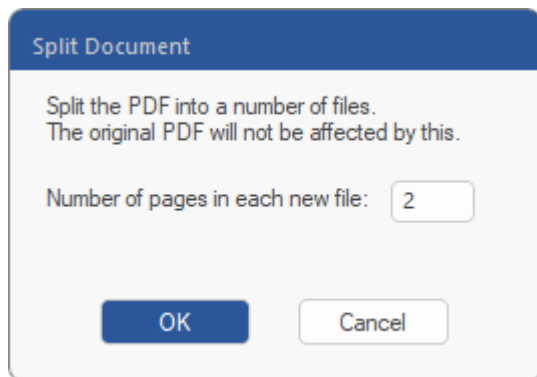 Split Document
Split the PDF into a number of files.
The original PDF will not be affected by this.
Number of pages in each new file: 2
OK Cancel